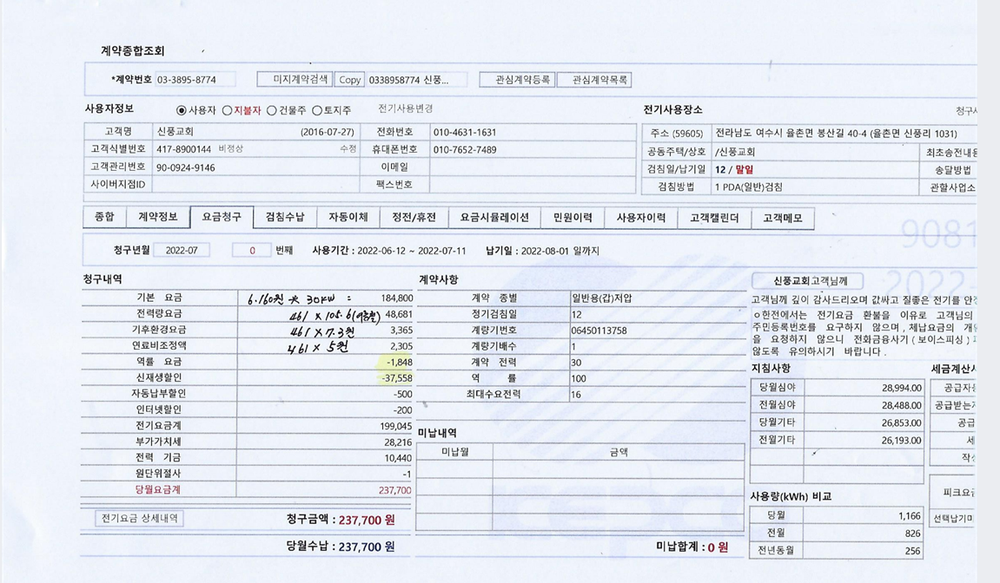 계약종합조회
*계약번호 03-3895-8774 미지계약검색 Copy 0338958774 신풍... 관심계약등록 관심계약목록
사용자정보 사용자 지불자 건물주 토지주 전기사용변경
고객명 신풍교회 (2016-07-27) 전화번호 010-4631-1631
고객식별번호 417-8900144 비정상 수정 휴대폰번호 010-7652-7489
고객관리번호 90-0924-9146 이메일
사이버지점ID 팩스번호
전기사용장소 청구서
주소 (59605) 전라남도 여수시 율촌면 봉산길 40-4 (율촌면 신풍리 1031)
공동주택/상호 /신풍교회 최초송전내용
검침일/납기일 12 / 말일 송달방법
검침방법 1 PDA(일반)검침 관할사업소
종합 계약정보 요금청구 검침수납 자동이체 정전/휴전 요금시뮬레이션 민원이력 사용자이력 고객캘린더 고객메모
9081
청구년월 2022-07 0 번째 사용기간 : 2022-06-12 ~ 2022-07-11 납기일 : 2022-08-01 일까지
2022-
청구내역
기본 요금 6.160원 * 30kw : 184,800
전력량요금 461 x 105.6(여름철) 48,681
기후환경요금 461 x 7.3원 3,365
연료비조정액 461 x 5원 2,305
역률 요금 -1,848
신재생할인 -37,558
자동납부할인 -500
인터넷할인 -200
전기요금계 199,045
부가가치세 28,216
전력 기금 10,440
원단위절사 -1
당월요금계 237,700
전기요금 상세내역 청구금액 : 237,700 원
당월수납 : 237,700 원
계약사항
계약 종별 일반용(갑)저압
정기검침일 12
계량기번호 06450113758
계량기배수 1
계약 전력 30
역 률 100
최대수요전력 16
미납내역
미납월 금액
미납합계 : 0 원
신풍교회고객님께
고객님께 깊이 감사드리오며 값싸고 질좋은 전기를 안정
ㅇ한전에서는 전기요금 환불을 이유로 고객님의
주민등록번호를 요구하지 않으며,체납요금의 개
을 요청하지 않으니 전화금융사기(보이스피싱)
않도록 유의하시기 바랍니다.
지침사항 세금계산서
당월심야 28,994.00 공급자
전월심야 28,488.00 공급받는
당월기타 26,853.00 공급
전월기타 26,193.00 세
작성
사용량(kWh) 비교 피크요금
당월 1,166 선택납기
전월 826
전년동월 256